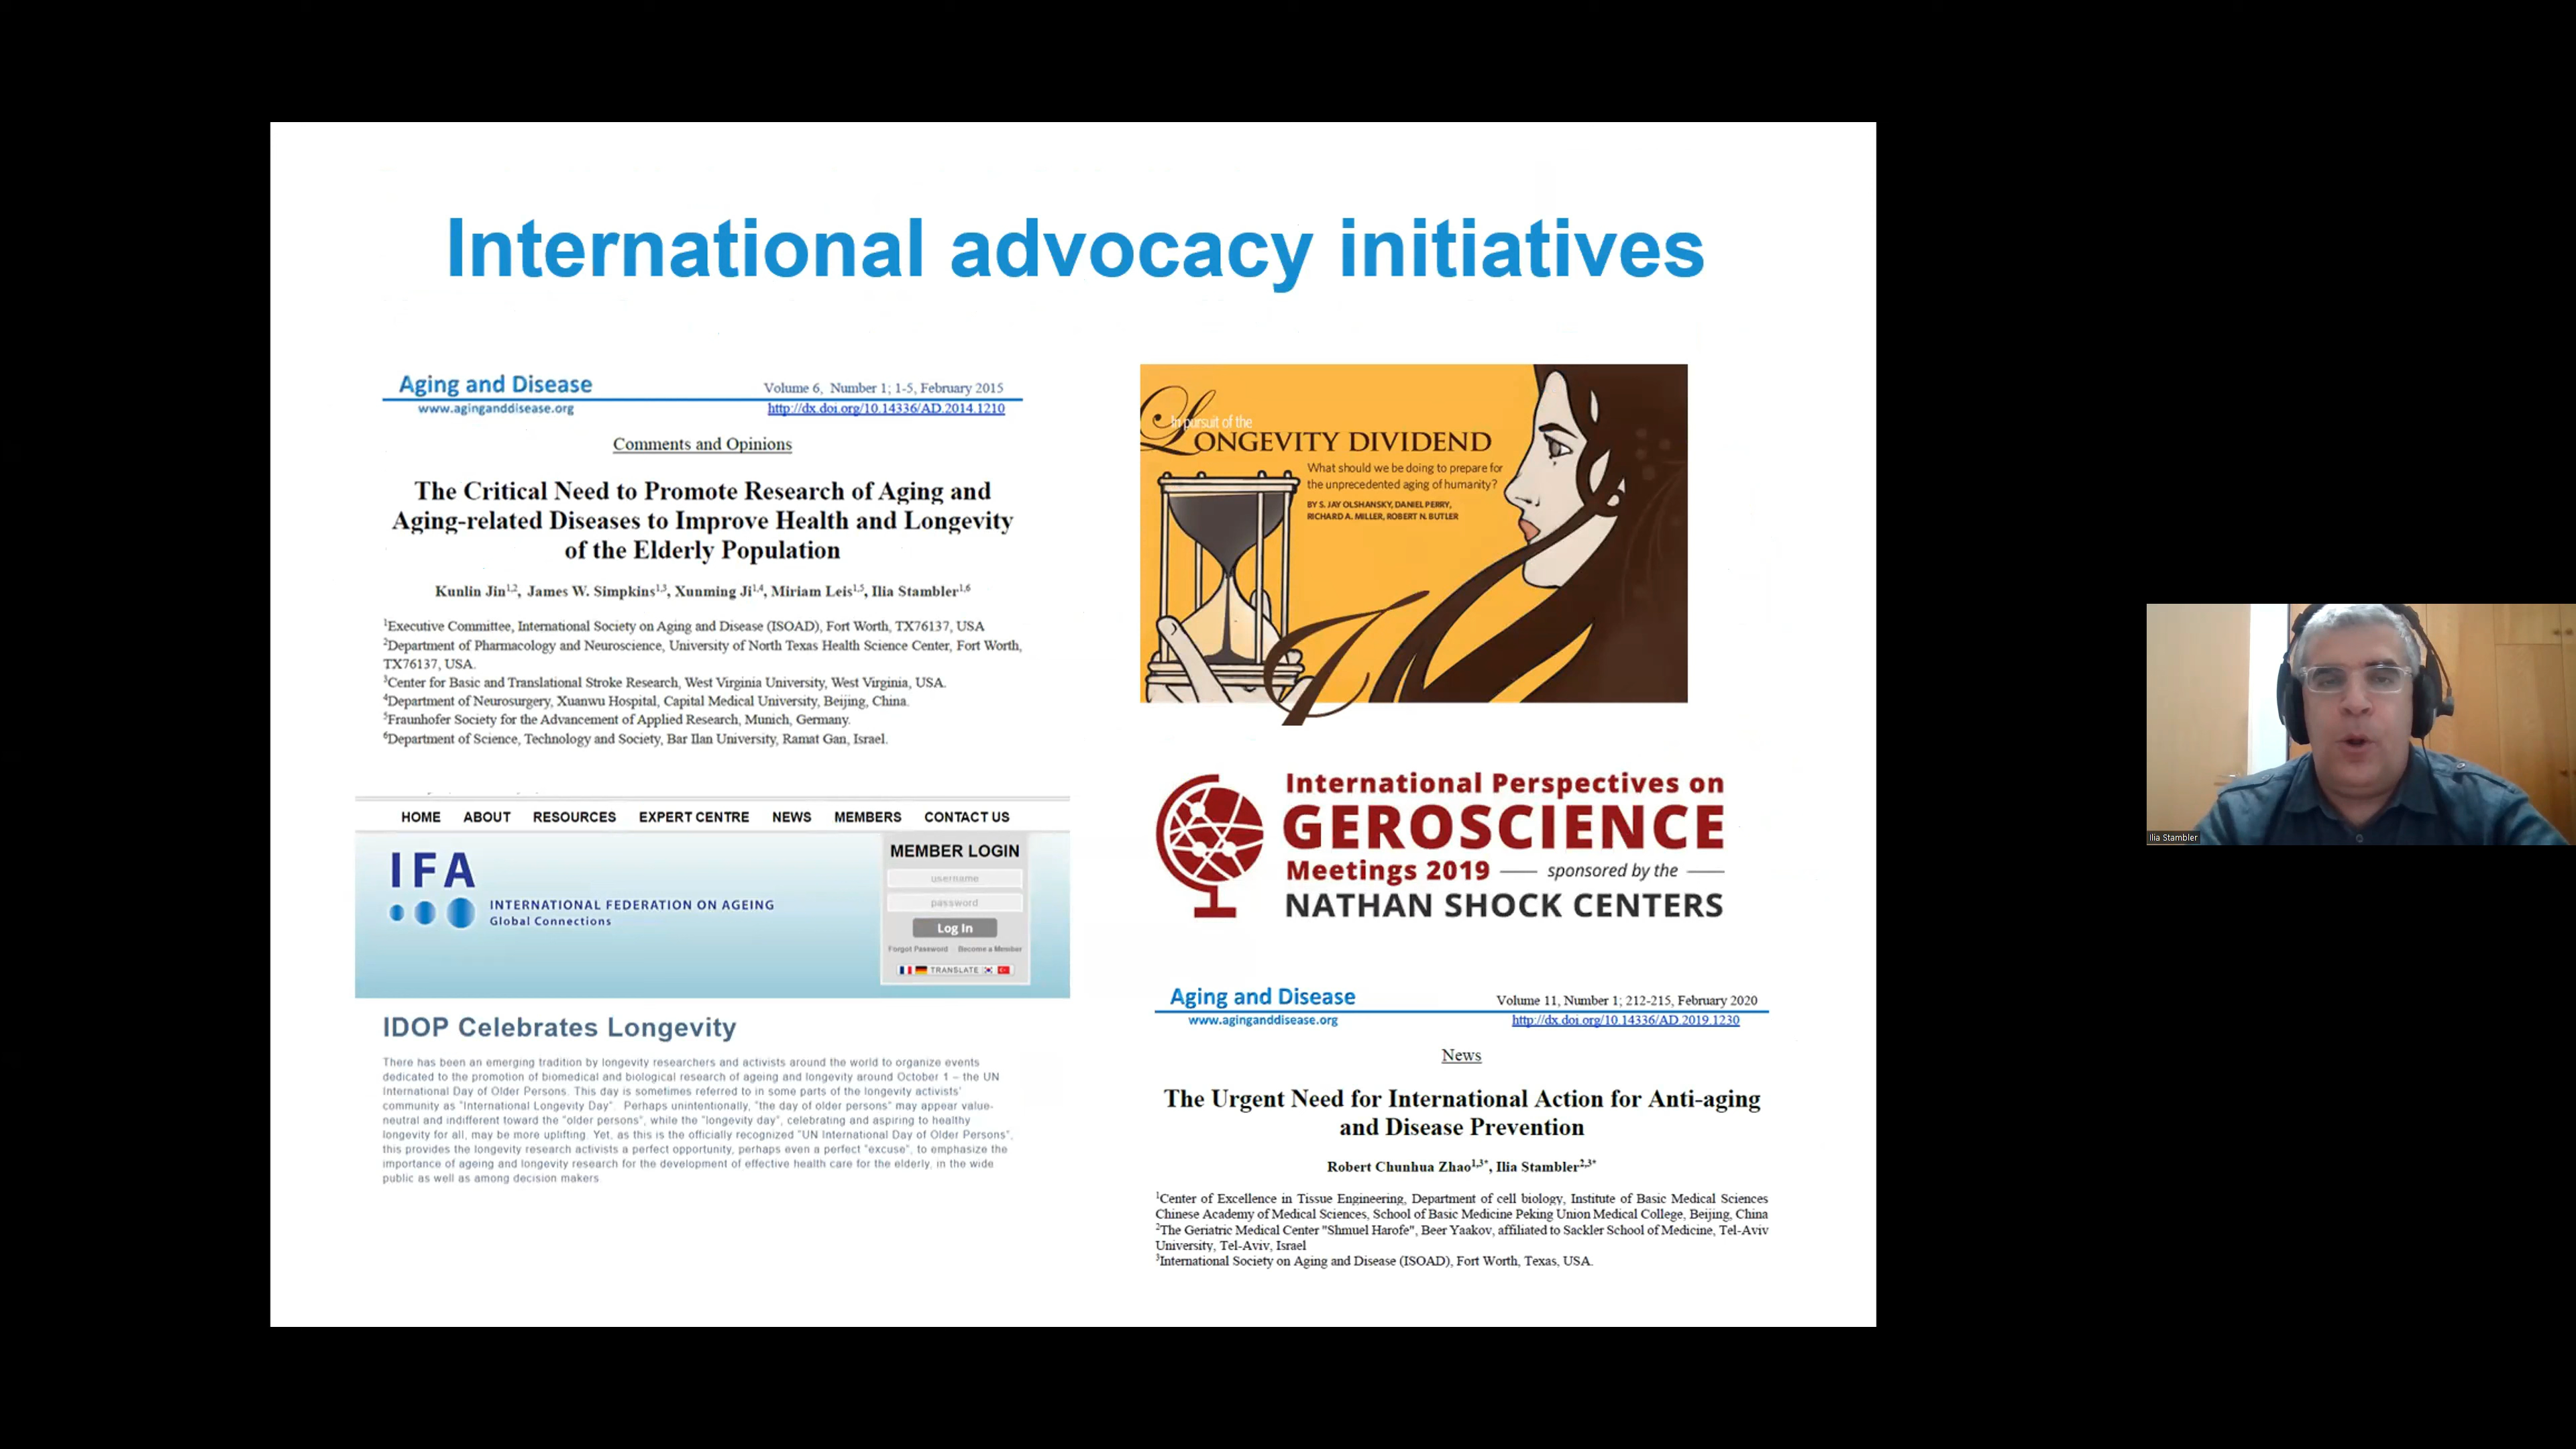 International advocacy initiatives
Aging and Disease
www.aginganddisease.org
Volume 6, Number 1; 1-5, February 2015
http://dx.doi.org/10.14336/AD.2014.1210
Comments and Opinions
The Critical Need to Promote Research of Aging and
Aging-related Diseases to Improve Health and Longevity
of the Elderly Population
Kunlin Jin1,2, James W. Simpkins1,3, Xunming Ji1,4, Miriam Leis1,5, Ilia Stambler1,6
1Executive Committee, International Society on Aging and Disease (ISOAD), Fort Worth, TX76137, USA
2Department of Pharmacology and Neuroscience, University of North Texas Health Science Center, Fort Worth,
TX76137, USA.
3Center for Basic and Translational Stroke Research, West Virginia University, West Virginia, USA.
4Department of Neurosurgery, Xuanwu Hospital, Capital Medical University, Beijing, China.
5Fraunhofer Society for the Advancement of Applied Research, Munich, Germany.
6Department of Science, Technology and Society, Bar Ilan University, Ramat Gan, Israel.
In pursuit of the
LONGEVITY DIVIDEND
What should we be doing to prepare for
the unprecedented aging of humanity?
BY S. JAY OLSHANSKY, DANIEL PERRY,
RICHARD A. MILLER, ROBERT N. BUTLER
HOME ABOUT RESOURCES EXPERT CENTRE NEWS MEMBERS CONTACT US
IFA
INTERNATIONAL FEDERATION ON AGEING
Global Connections
MEMBER LOGIN
username
password
Log In
Forgot Password Become a Member
TRANSLATE
IDOP Celebrates Longevity
There has been an emerging tradition by longevity researchers and activists around the world to organize events
dedicated to the promotion of biomedical and biological research of ageing and longevity around October 1 – the UN
International Day of Older Persons. This day is sometimes referred to in some parts of the longevity activists'
community as "International Longevity Day". Perhaps unintentionally, "the day of older persons" may appear value-
neutral and indifferent toward the "older persons", while the "longevity day", celebrating and aspiring to healthy
longevity for all, may be more uplifting. Yet, as this is the officially recognized "UN International Day of Older Persons",
this provides the longevity research activists a perfect opportunity, perhaps even a perfect "excuse", to emphasize the
importance of ageing and longevity research for the development of effective health care for the elderly, in the wide
public as well as among decision makers
International Perspectives on
GEROSCIENCE
Meetings 2019 — sponsored by the —
NATHAN SHOCK CENTERS
Aging and Disease
www.aginganddisease.org
Volume 11, Number 1; 212-215, February 2020
http://dx.doi.org/10.14336/AD.2019.1230
News
The Urgent Need for International Action for Anti-aging
and Disease Prevention
Robert Chunhua Zhao1,3*, Ilia Stambler2,3*
1Center of Excellence in Tissue Engineering, Department of cell biology, Institute of Basic Medical Sciences
Chinese Academy of Medical Sciences, School of Basic Medicine Peking Union Medical College, Beijing, China
2The Geriatric Medical Center "Shmuel Harofe", Beer Yaakov, affiliated to Sackler School of Medicine, Tel-Aviv
University, Tel-Aviv, Israel
3International Society on Aging and Disease (ISOAD), Fort Worth, Texas, USA.
Ilia Stambler